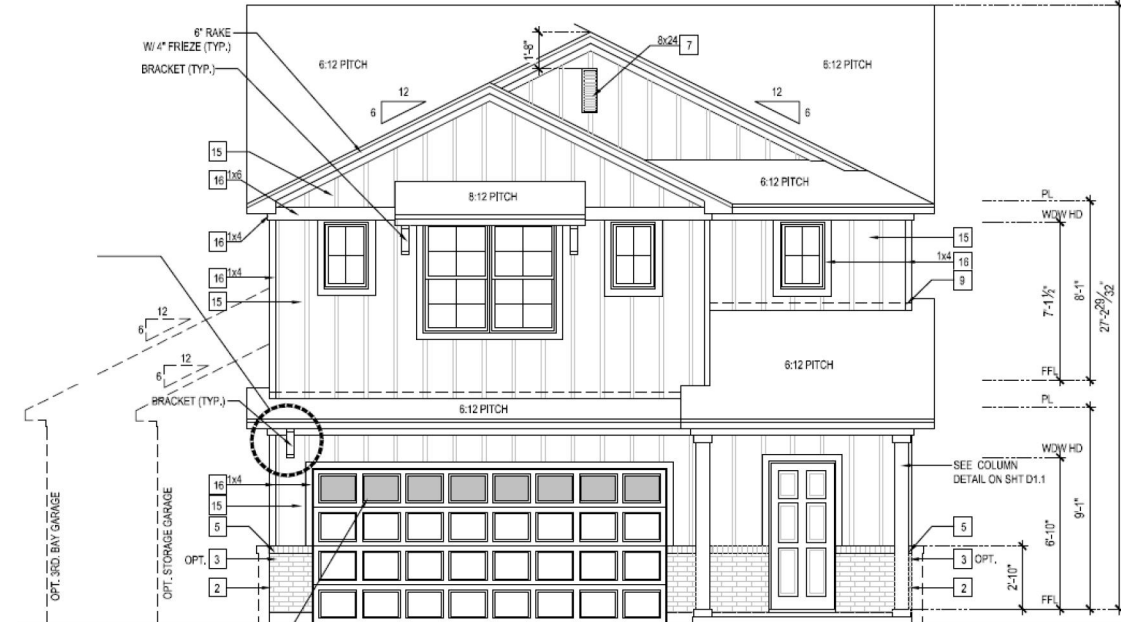 6" RAKE
W/ 4" FRIEZE (TYP.)
BRACKET (TYP.)
6:12 PITCH
1'-8"
8x24 7
6:12 PITCH
12
6
12
6
15
16 1x6
8:12 PITCH
6:12 PITCH
PL
WDW HD
16 1x4
15
1x4 16
9
16 1x4
15
7'-1½"
8'-1"
27'-2 29/32"
12
6
12
6
6:12 PITCH
FFL
PL
BRACKET (TYP.)
6:12 PITCH
WDW HD
SEE COLUMN
DETAIL ON SHT D1.1
16 1x4
15
5
OPT. 3
2
OPT. 3RD. BAY GARAGE
OPT. STORAGE GARAGE
5
3 OPT.
2
2'-10"
6'-10"
9'-1"
FFL